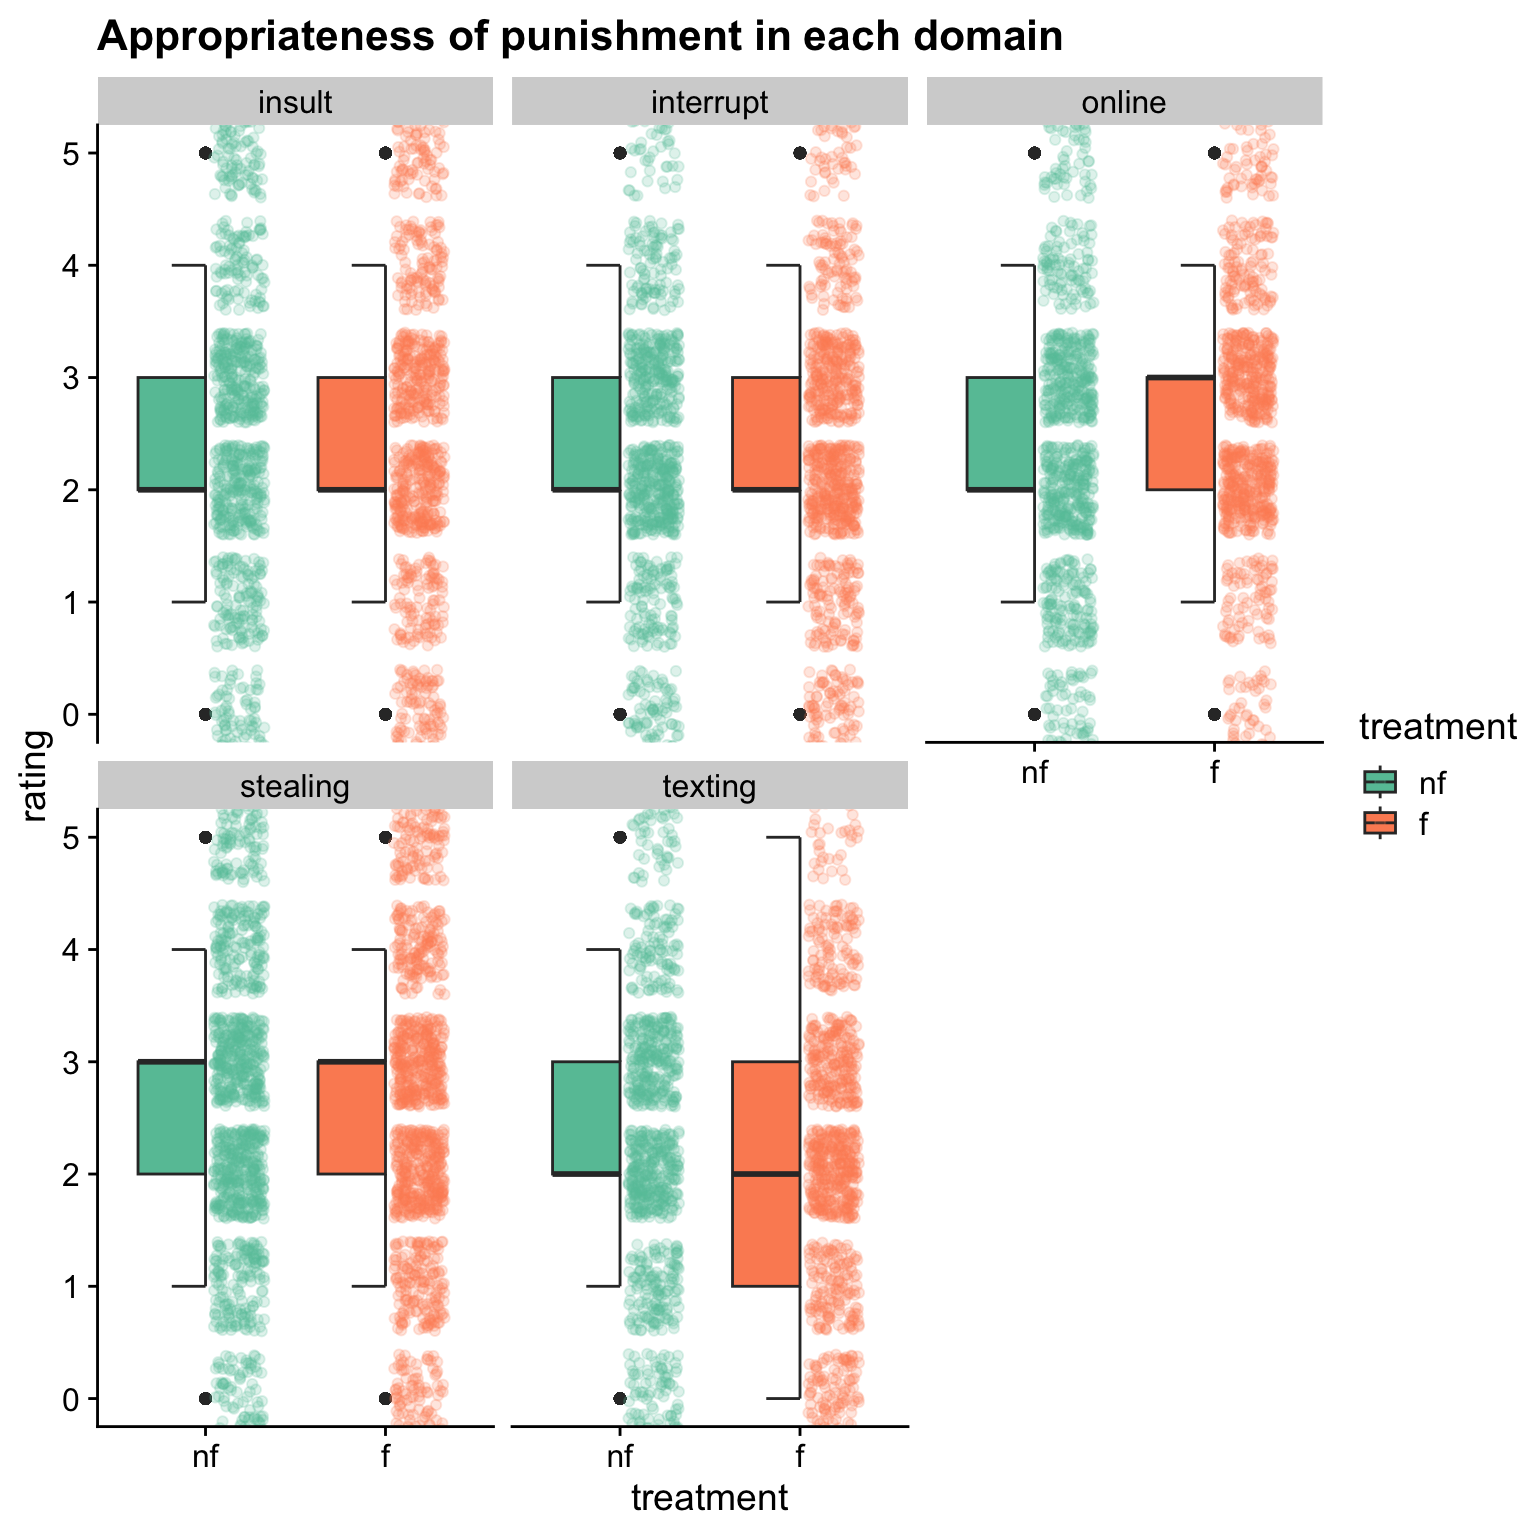 Appropriateness of punishment in each domain
insult
interrupt
online
5
4
3
2
1
0
nf
f
stealing
texting
5
4
3
2
1
0
nf
f
nf
f
rating
treatment
treatment
nf
f